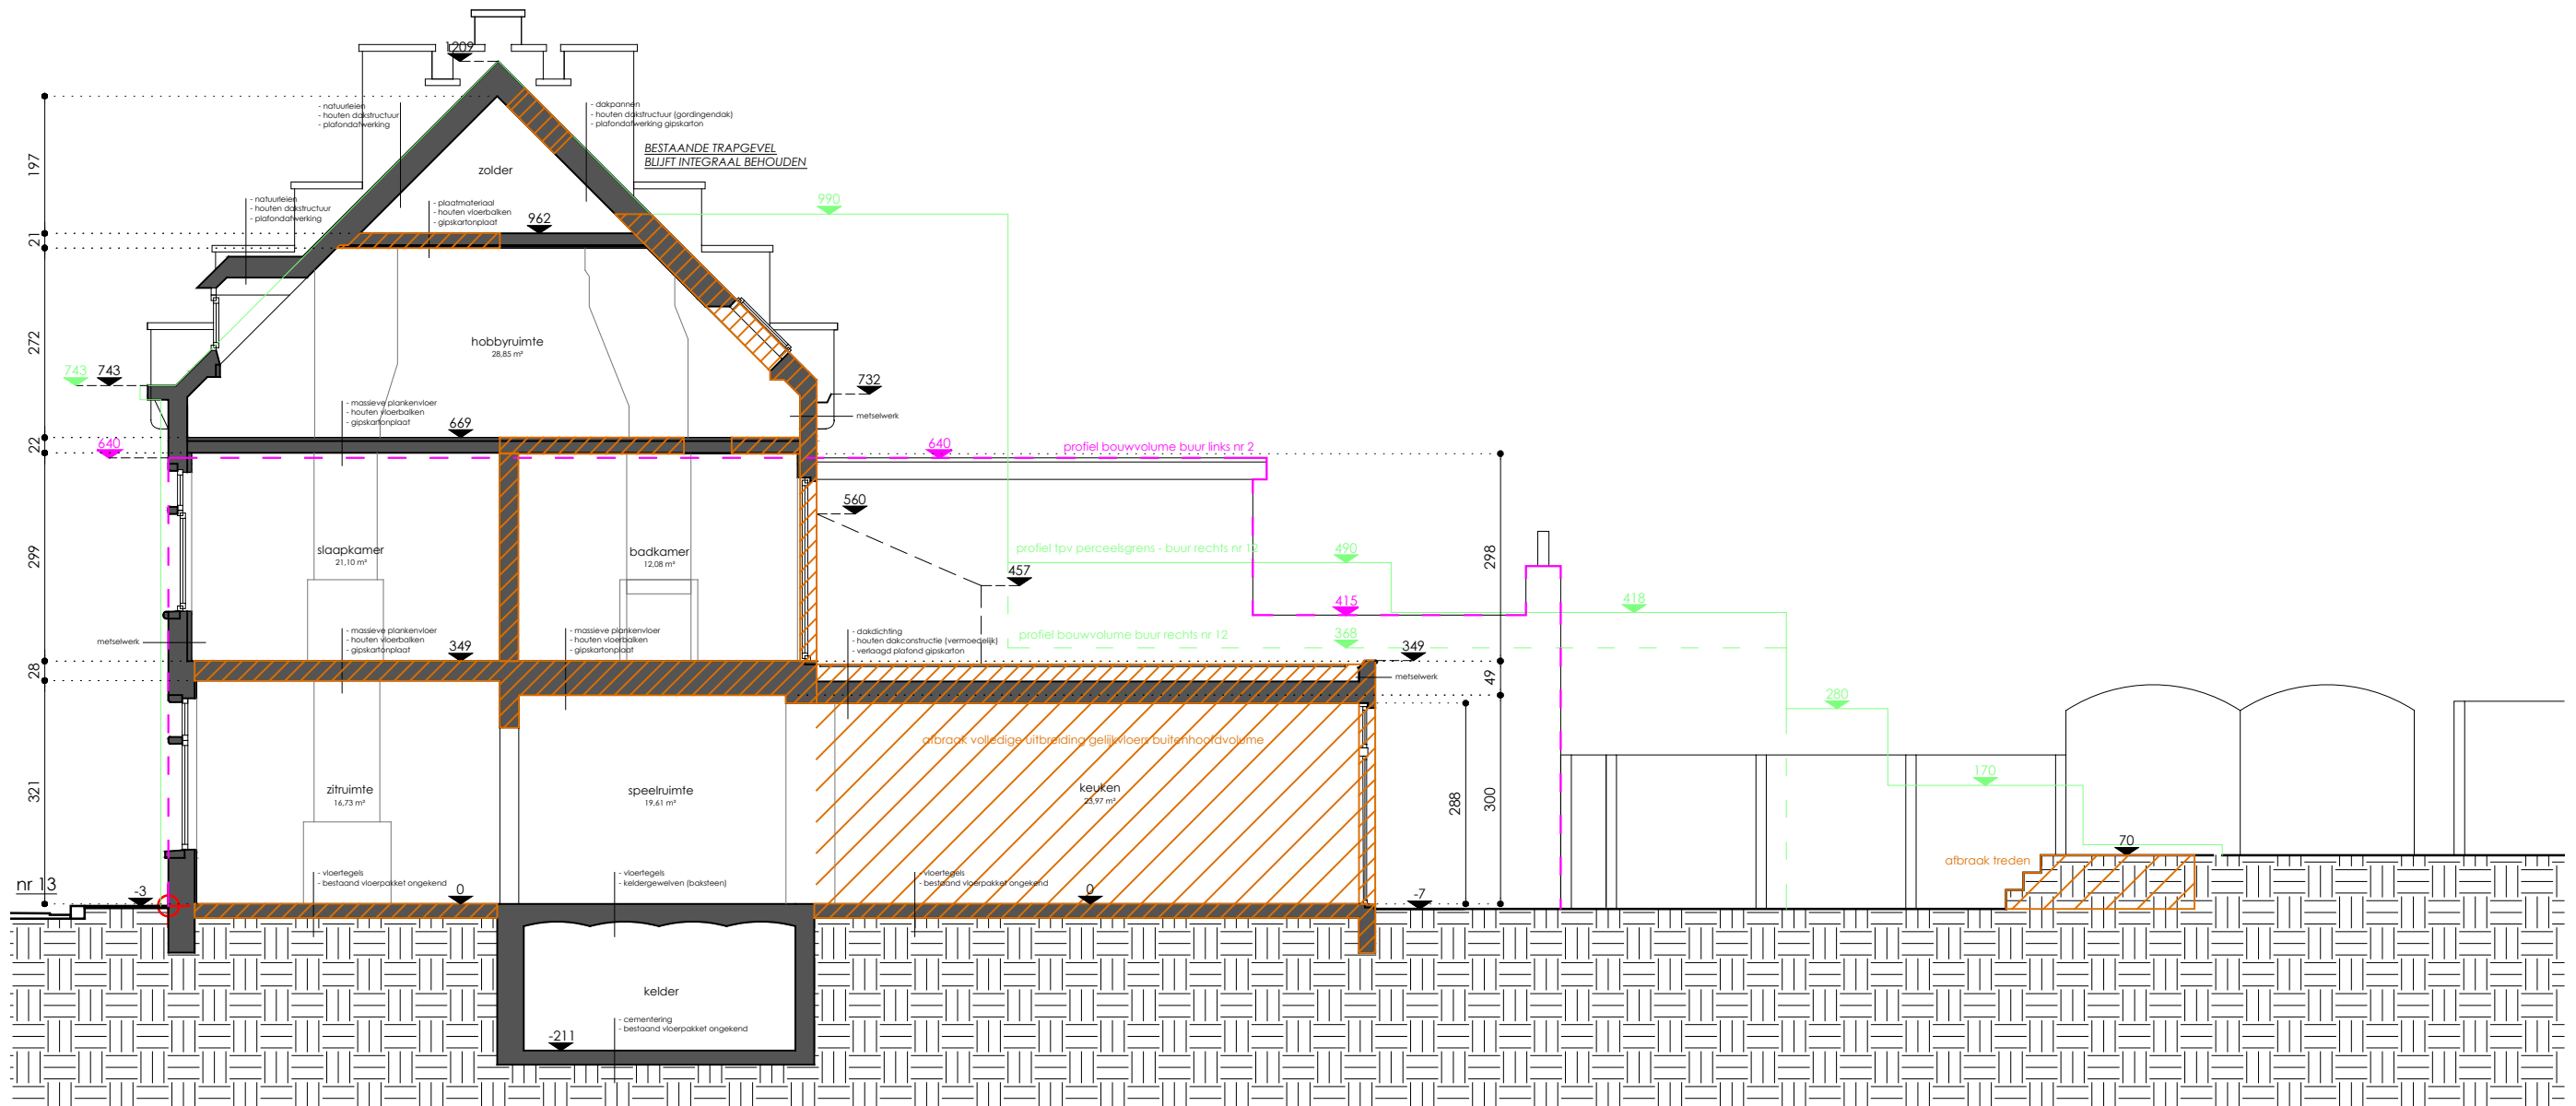 1209
- natuurleien
- houten dakstructuur
- plafondafwerking
- dakpannen
- houten dakstructuur (gordingendak)
- plafondafwerking gipskarton
BESTAANDE TRAPGEVEL
BLIJFT INTEGRAAL BEHOUDEN
197
zolder
- natuurleien
- houten dakstructuur
- plafondafwerking
- plaatmateriaal
- houten vloerbalken
- gipskartonplaat
962
990
21
272
hobbyruimte
28,85 m²
743
743
732
- massieve plankenvloer
- houten vloerbalken
- gipskartonplaat
metselwerk
669
22
640
640
profiel bouwvolume buur links nr 2
560
299
slaapkamer
21,10 m²
badkamer
12,08 m²
profiel tpv perceelsgrens - buur rechts nr 12
490
298
457
415
418
metselwerk
- massieve plankenvloer
- houten vloerbalken
- gipskartonplaat
349
- massieve plankenvloer
- houten vloerbalken
- gipskartonplaat
- dakdichting
- houten dakconstructie (vermoedelijk)
- verlaagd plafond gipskarton
profiel bouwvolume buur rechts nr 12
368
349
28
49
metselwerk
280
afbraak volledige uitbreiding gelijkvloers buitenhoofdvolume
321
zitruimte
16,73 m²
speelruimte
19,61 m²
keuken
23,97 m²
288
300
170
70
afbraak treden
nr 13
-3
- vloertegels
- bestaand vloerpakket ongekend
0
- vloertegels
- keldergewelven (baksteen)
- vloertegels
- bestaand vloerpakket ongekend
0
-7
kelder
- cementering
- bestaand vloerpakket ongekend
-211